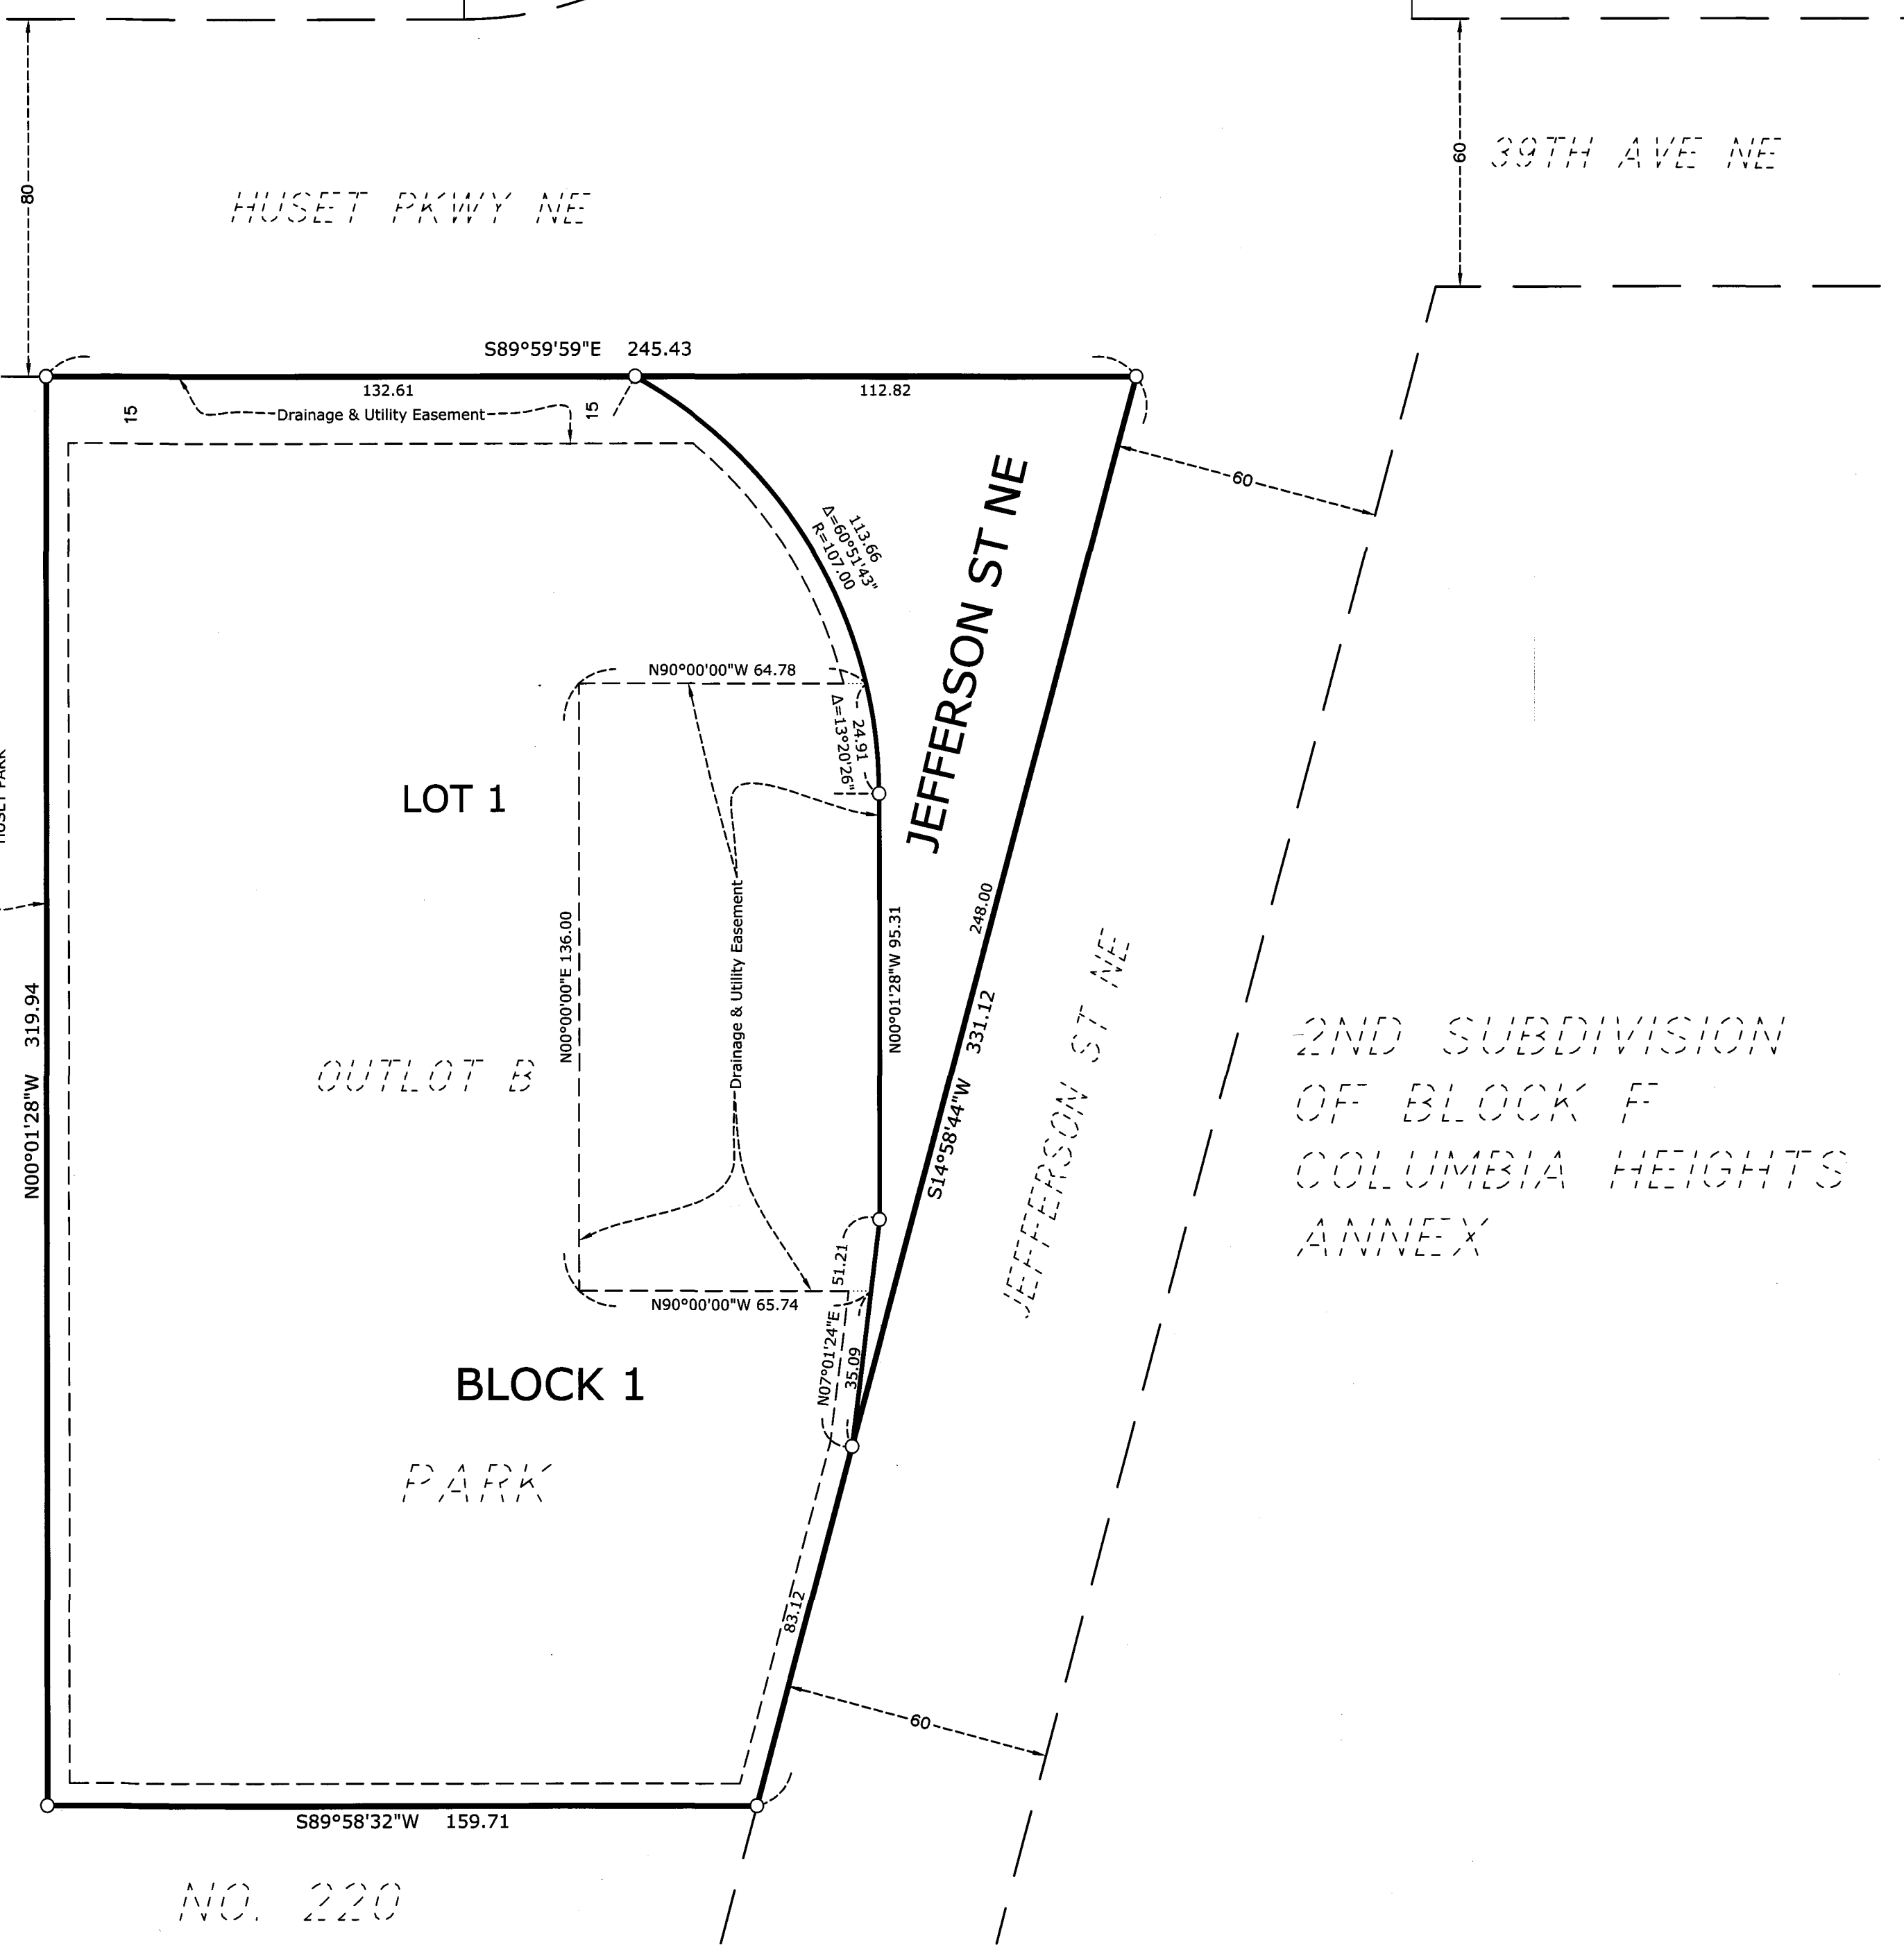 80
HUSET PKWY NE
60
39TH AVE NE
S89°59'59"E 245.43
132.61
112.82
15
Drainage & Utility Easement
15
60
113.66
Δ=60°51'43"
R=107.00
JEFFERSON ST NE
N90°00'00"W 64.78
24.91
Δ=13°20'26"
LOT 1
HUSET PARK
248.00
N00°00'00"E 136.00
Drainage & Utility Easement
N00°01'28"W 95.31
S14°58'44"W 331.12
JEFFERSON ST NE
N00°01'28"W 319.94
OUTLOT B
2ND SUBDIVISION
OF BLOCK F
COLUMBIA HEIGHTS
ANNEX
51.21
N90°00'00"W 65.74
N07°01'24"E
35.09
BLOCK 1
PARK
83.12
60
S89°58'32"W 159.71
NO. 220